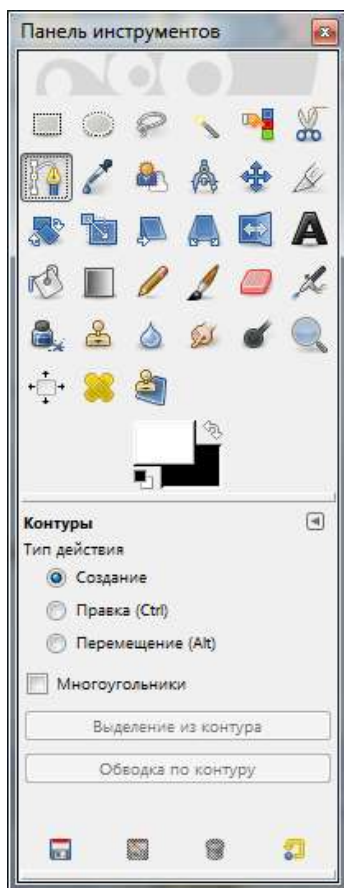 Панель инструментов
Контуры
Тип действия
Создание
Правка (Ctrl)
Перемещение (Alt)
Многоугольники
Выделение из контура
Обводка по контуру